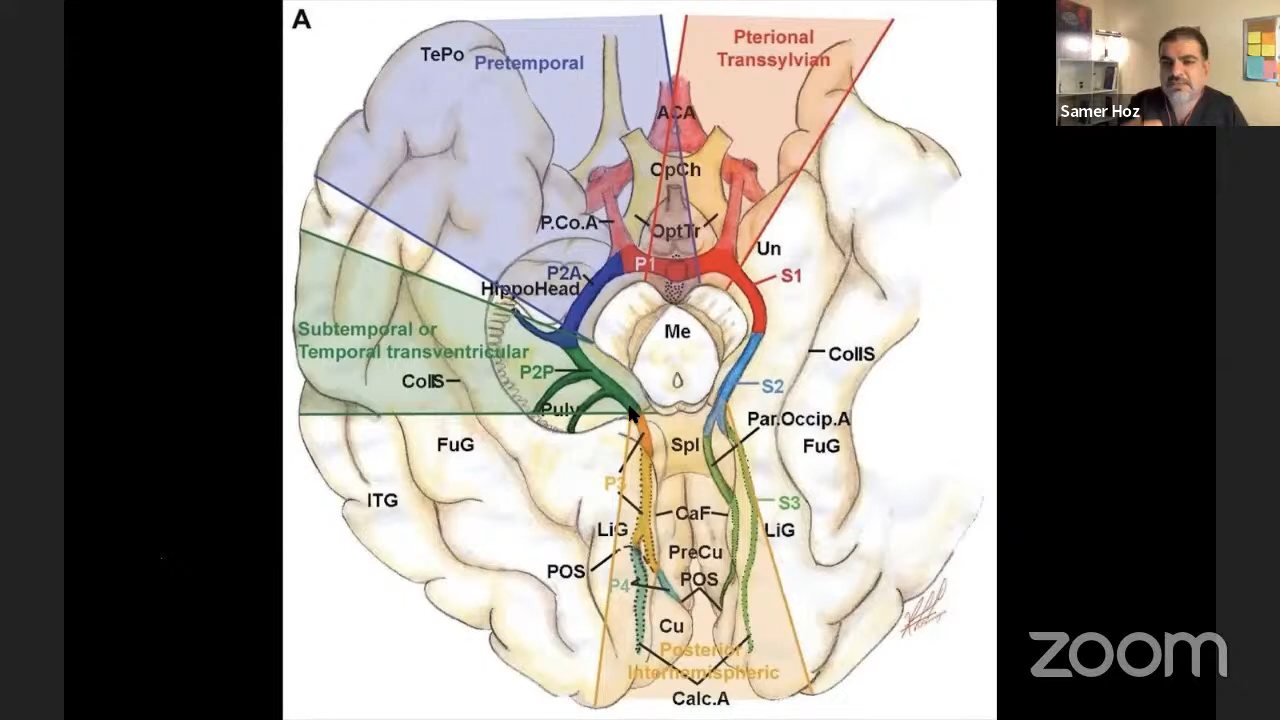 A
TePo
Pretemporal
Pterional
Transsylvian
Samer Hoz
ACA
OpCh
P.Co.A
OptTr
Un
P1
P2A
S1
HippoHead
Subtemporal or
Temporal transventricular
Me
CollS
P2P
CollS
S2
Pulv
Par.Occip.A
FuG
Spl
FuG
P3
ITG
CaF
S3
LiG
LiG
PreCu
POS
POS
P4
Cu
Posterior
Interhemispheric
Calc.A
zoom